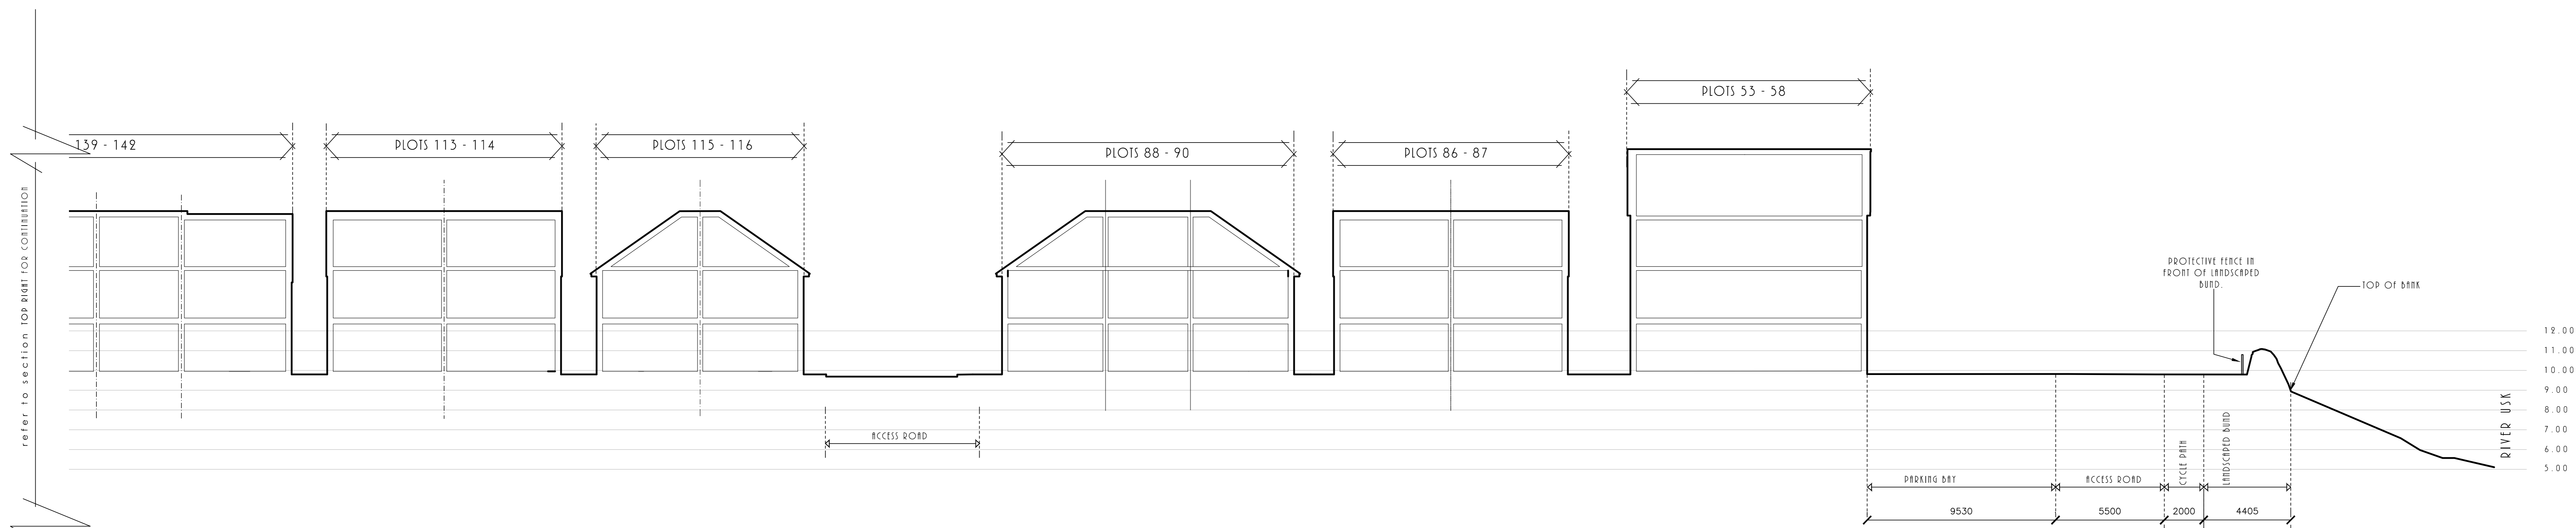 PLOTS 53 - 58
139 - 142
PLOTS 113 - 114
PLOTS 115 - 116
PLOTS 88 - 90
PLOTS 86 - 87
refer to section TOP RIGHT FOR CONTINUATION
PROTECTIVE FENCE IN
FRONT OF LANDSCAPED
BUND.
TOP OF BANK
12.00
11.00
10.00
9.00
8.00
7.00
6.00
5.00
RIVER USK
ACCESS ROAD
PARKING BAY
ACCESS ROAD
CYCLE PATH
LANDSCAPED BUND
9530
5500
2000
4405